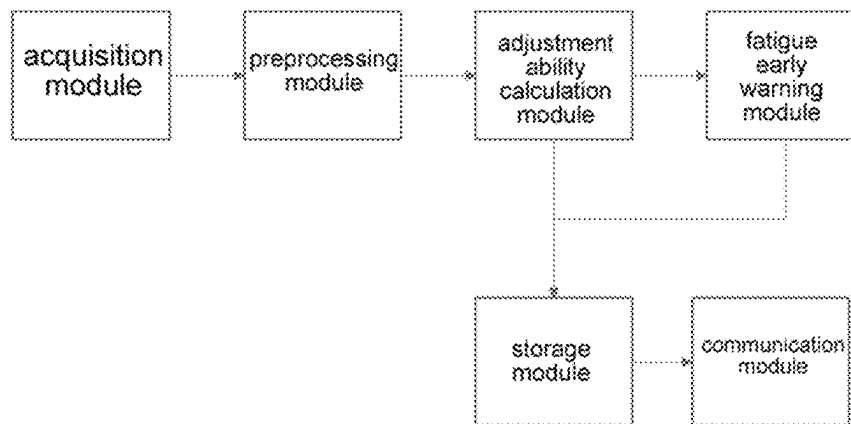 acquisition
module
preprocessing
module
adjustment
ability
calculation
module
fatigue
early
warning
module
storage
module
communication
module